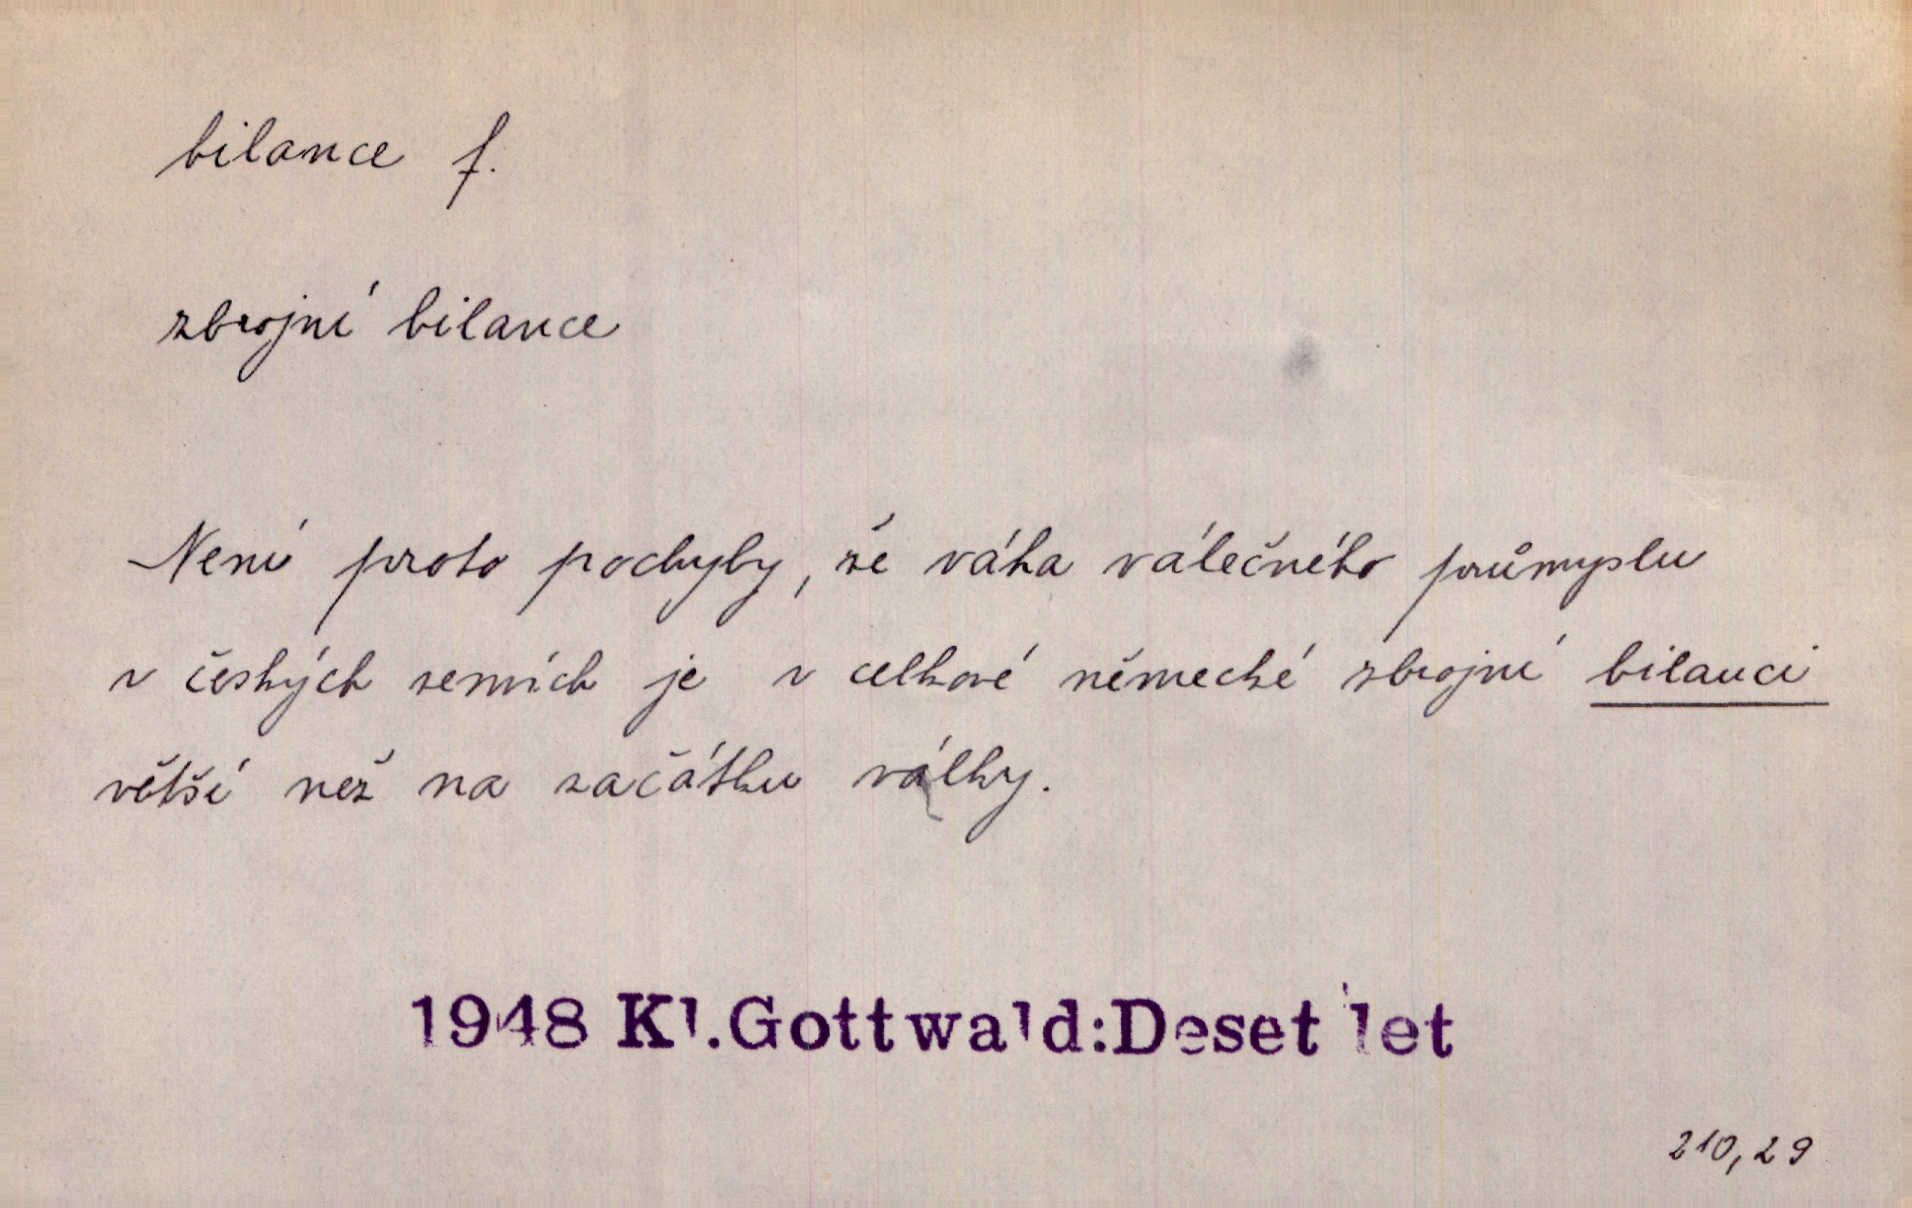 bilance f.
zbrojní bilance
Není proto pochyby, že váha válečného průmyslu
v českých zemích je v celkové německé zbrojní bilanci
větší než na začátku války.
1948 Kl.Gottwald:Deset let
210,29